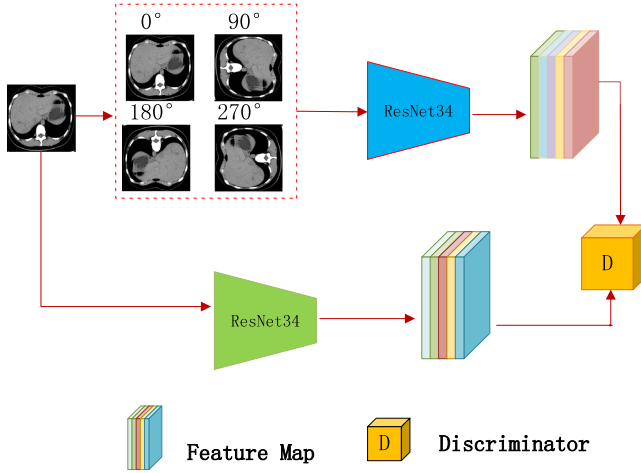 0° 90°
180° 270°
ResNet34
ResNet34
D
Feature Map
D
Discriminator